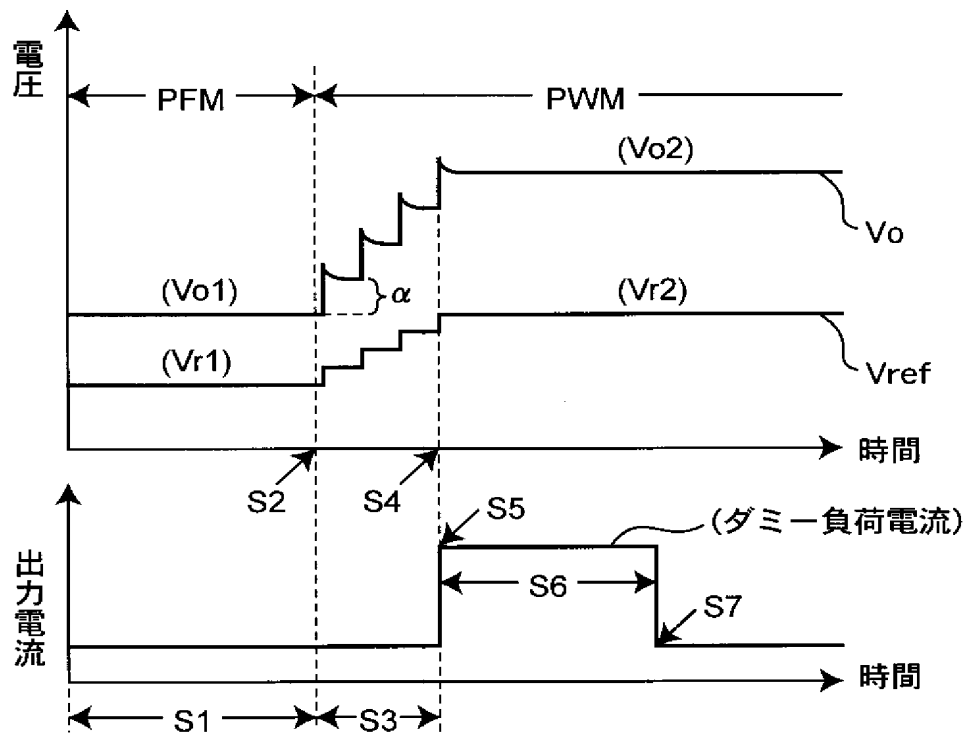 電圧
PFM
PWM
(Vo2)
Vo
(Vo1)
α
(Vr2)
(Vr1)
Vref
時間
S2
S4
S5
(ダミー負荷電流)
出力電流
S6
S7
時間
S1
S3